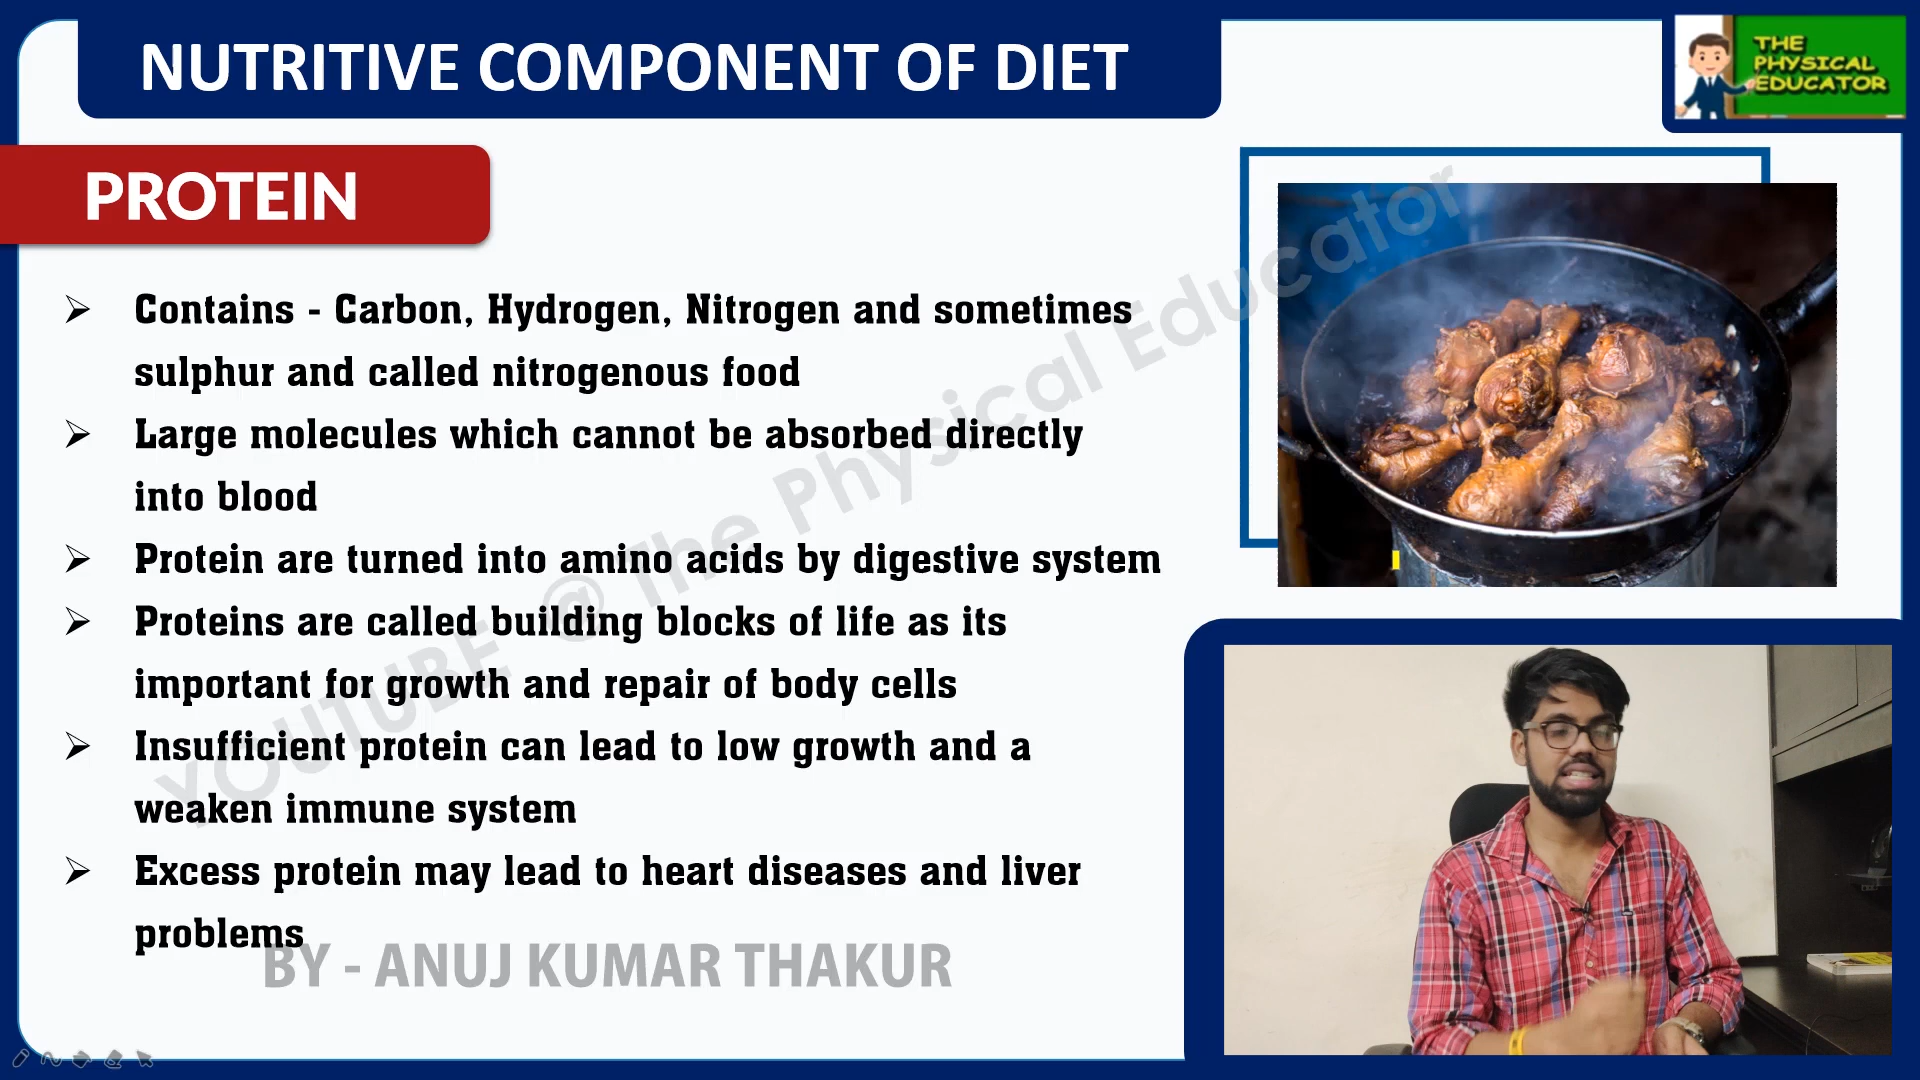 NUTRITIVE COMPONENT OF DIET
THE
PHYSICAL
EDUCATOR
PROTEIN
Contains - Carbon, Hydrogen, Nitrogen and sometimes
sulphur and called nitrogenous food
Large molecules which cannot be absorbed directly
into blood
Protein are turned into amino acids by digestive system
Proteins are called building blocks of life as its
important for growth and repair of body cells
Insufficient protein can lead to low growth and a
weaken immune system
Excess protein may lead to heart diseases and liver
problems
YOUTUBE @ The Physical Educator
BY - ANUJ KUMAR THAKUR